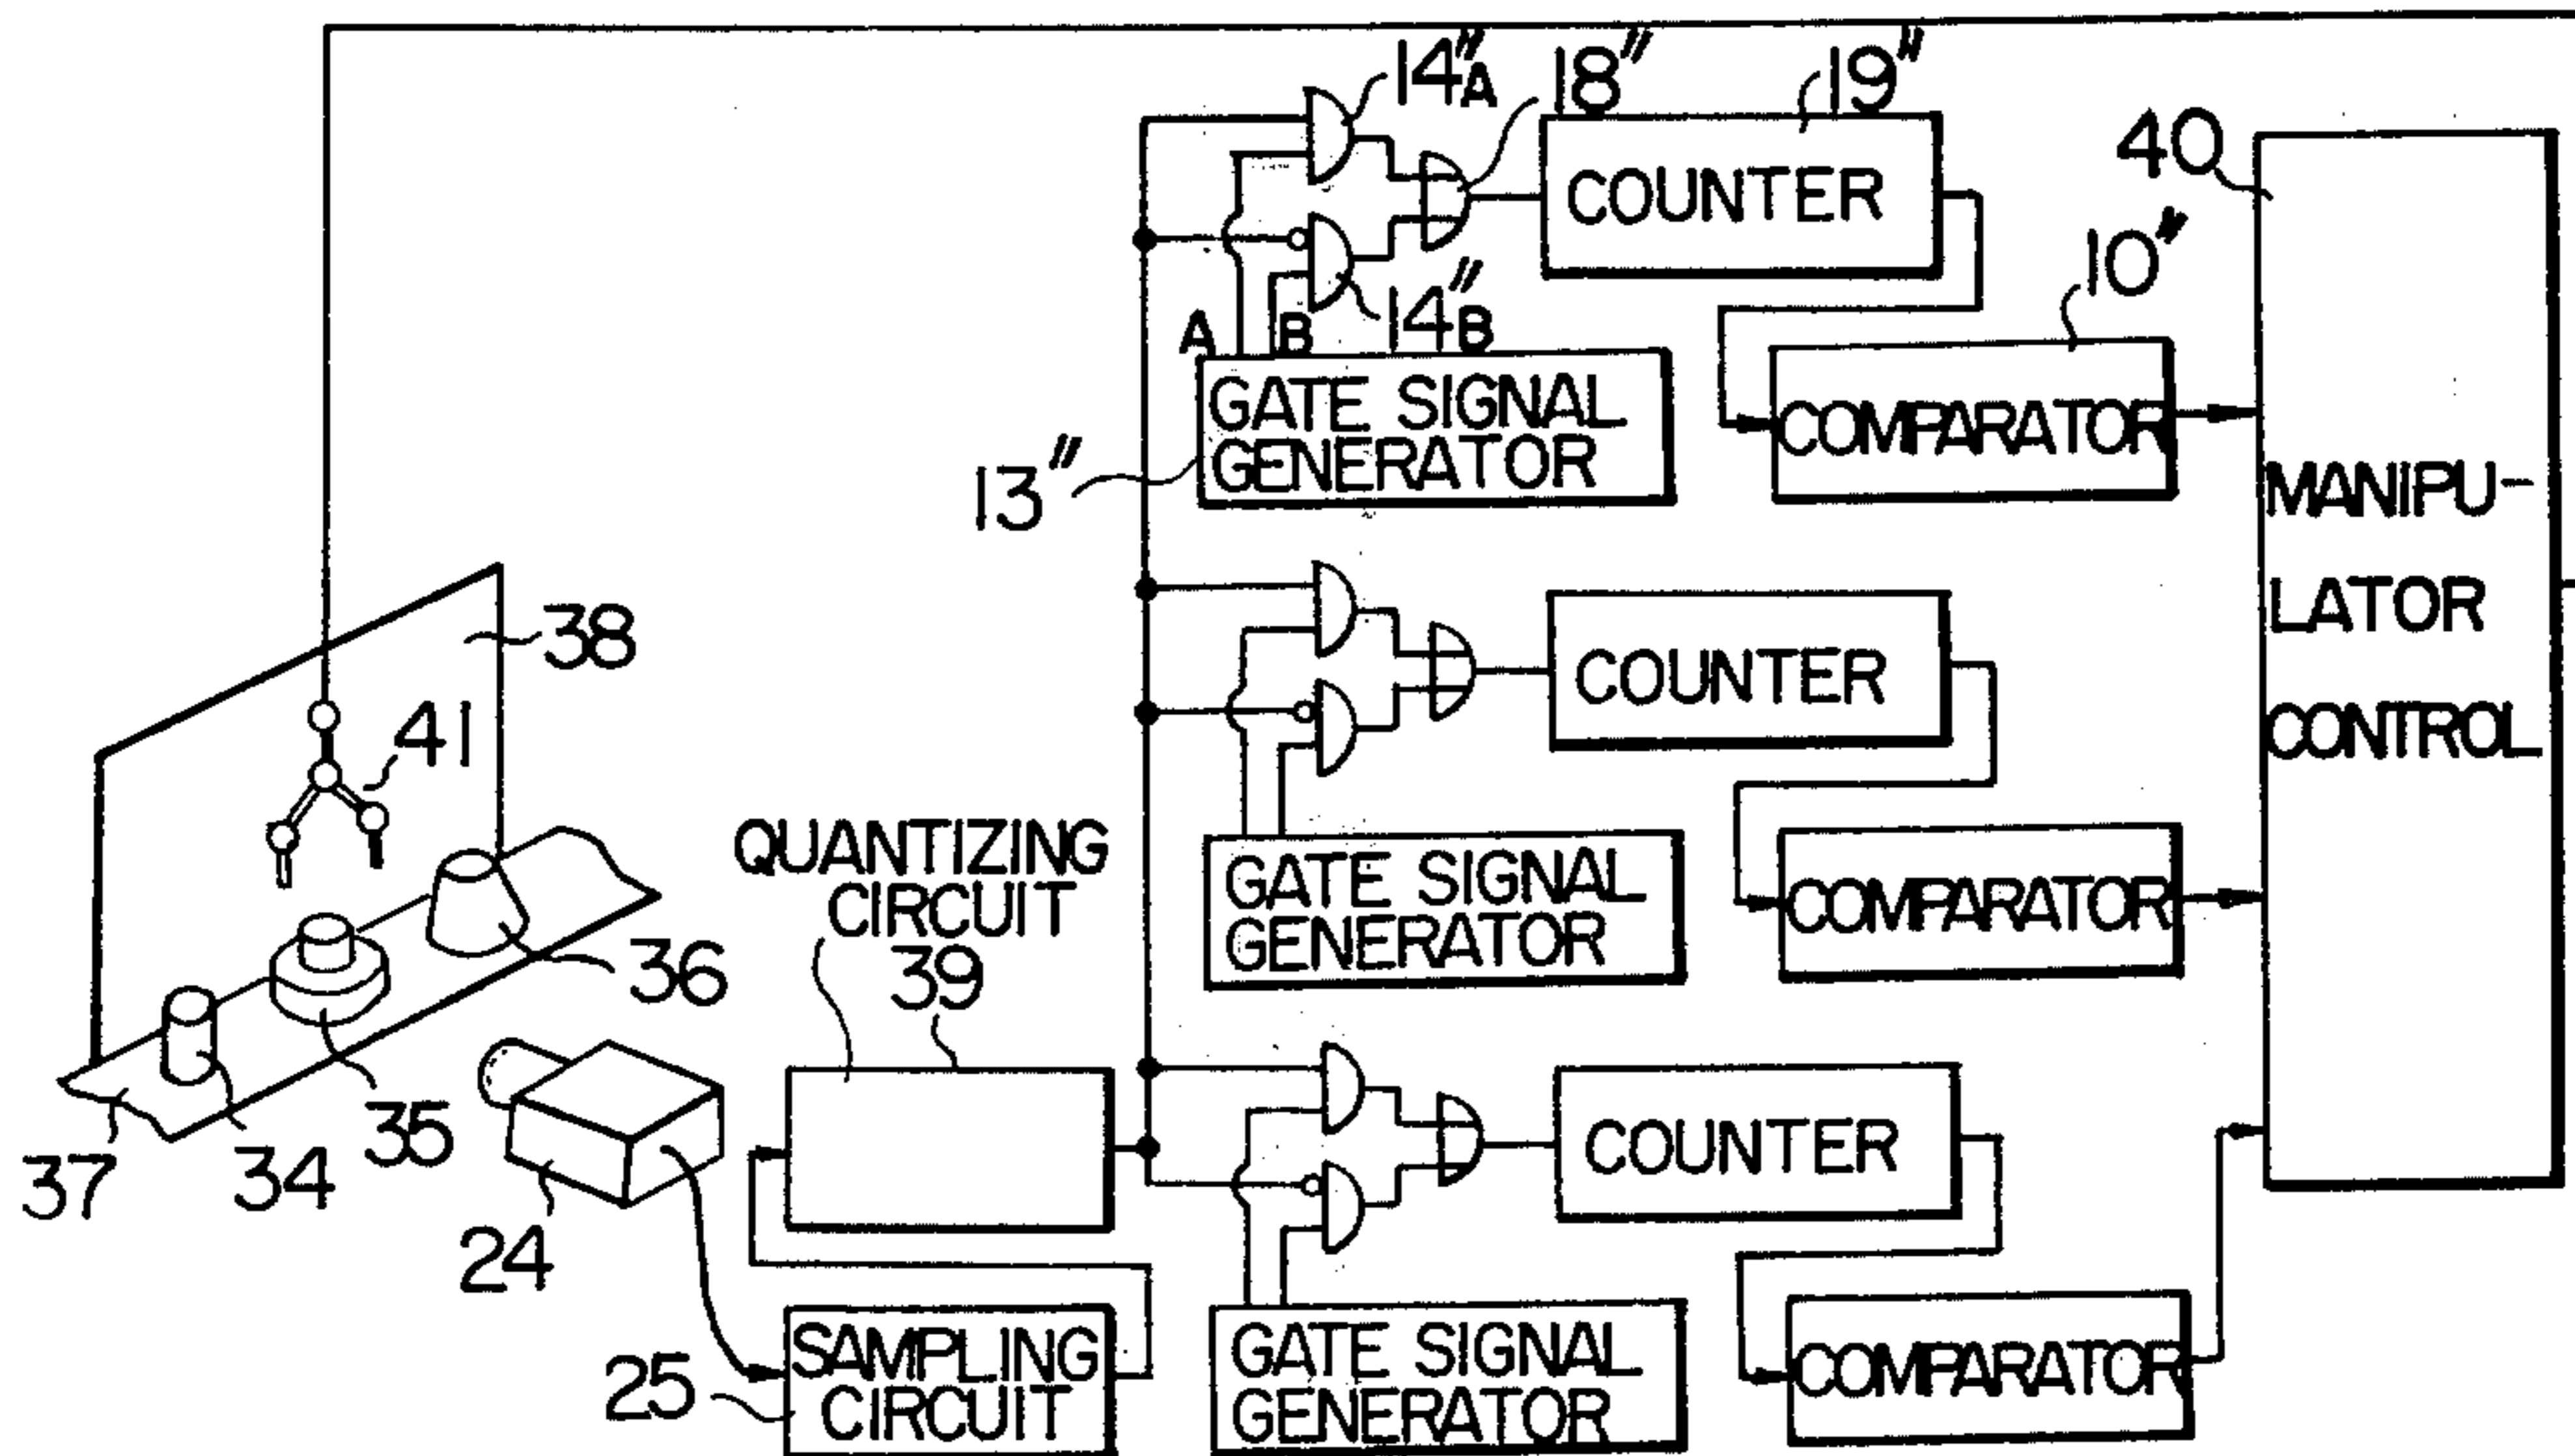 14"A
18"
19"
COUNTER
40
10"
14"B
A
B
GATE SIGNAL
GENERATOR
13"
COMPARATOR
MANIPU-
LATOR
CONTROL
38
41
COUNTER
QUANTIZING
CIRCUIT
39
GATE SIGNAL
GENERATOR
COMPARATOR
36
35
34
37
24
COUNTER
25
SAMPLING
CIRCUIT
GATE SIGNAL
GENERATOR
COMPARATOR